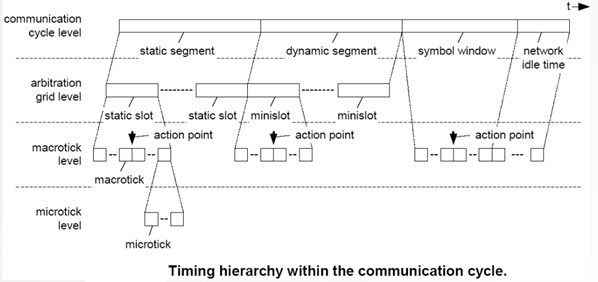 t
communication
cycle level
static segment
dynamic segment
symbol window
network
idle time
arbitration
grid level
static slot
static slot
minislot
minislot
macrotick
level
action point
action point
action point
macrotick
microtick
level
microtick
Timing hierarchy within the communication cycle.